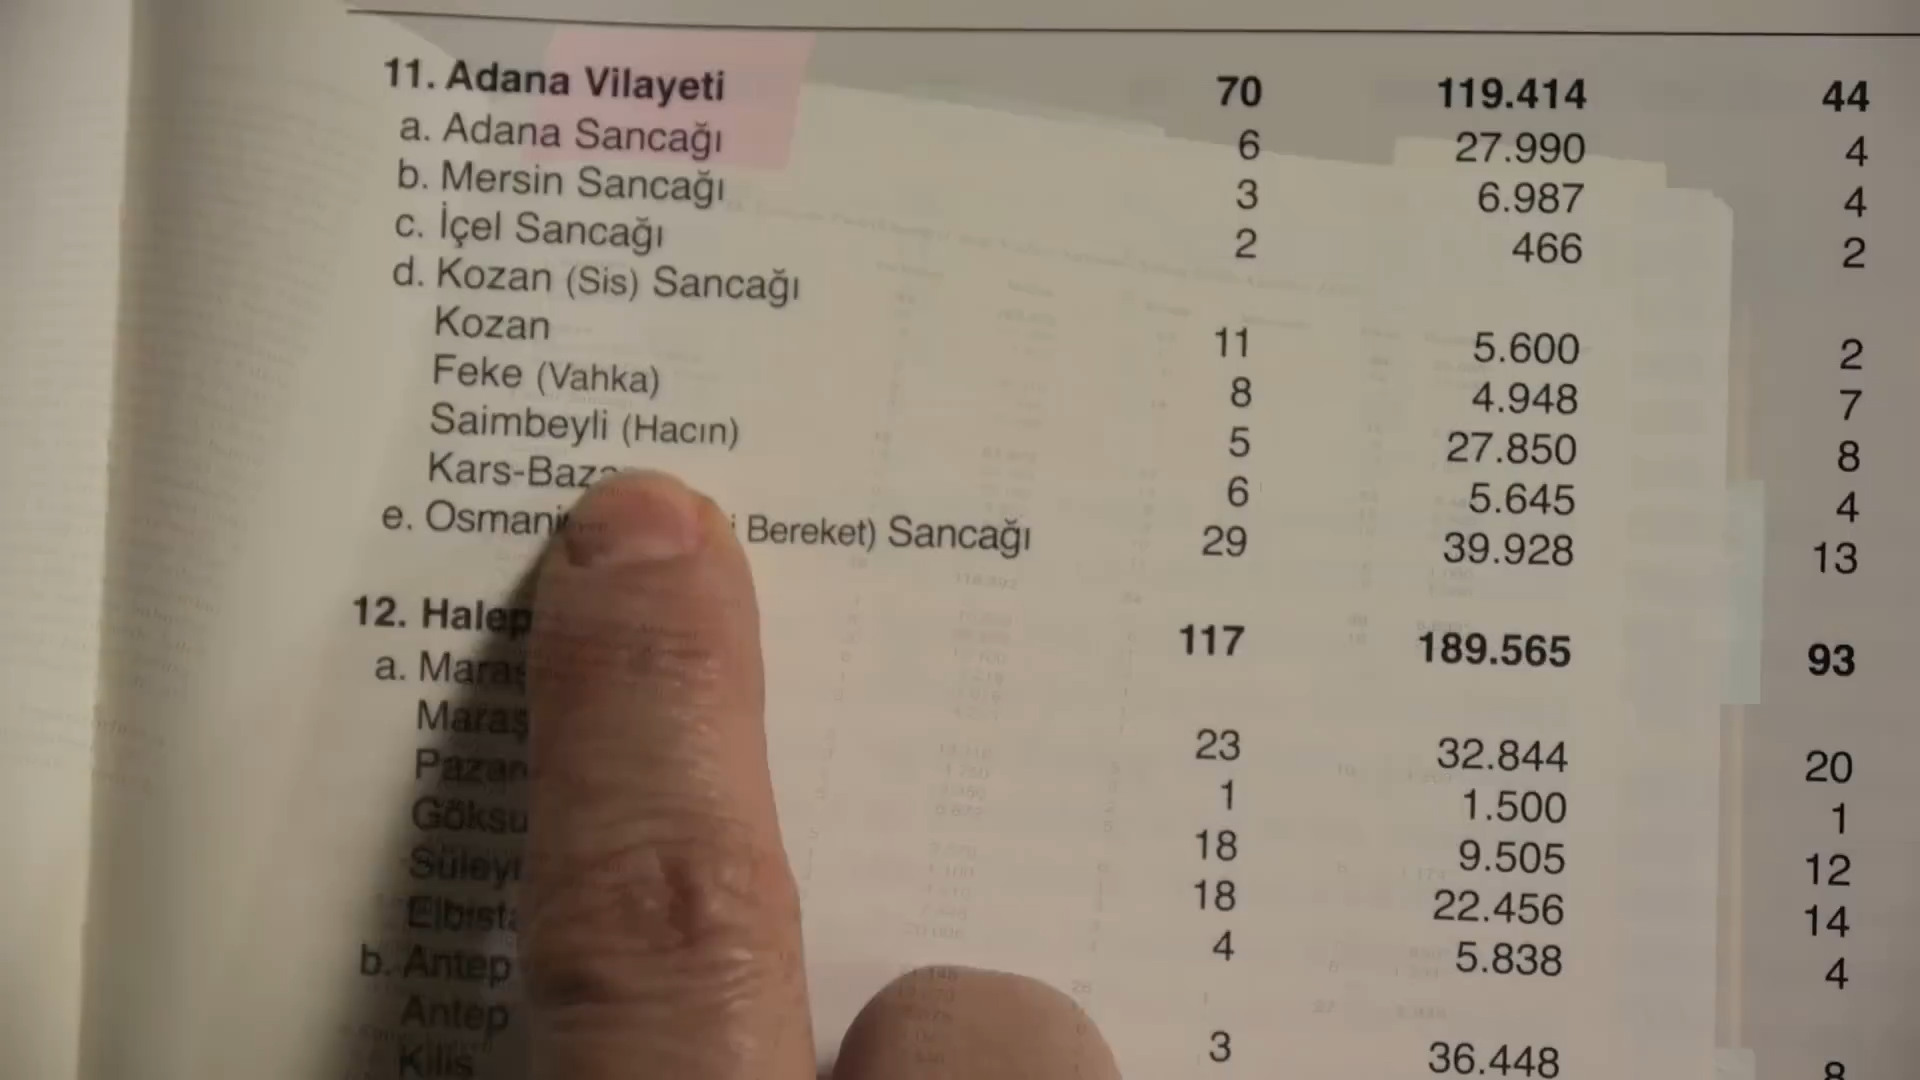 11. Adana Vilayeti 70 119.414 44
a. Adana Sancağı 6 27.990 4
b. Mersin Sancağı 3 6.987 4
c. İçel Sancağı 2 466 2
d. Kozan (Sis) Sancağı
Kozan 11 5.600 2
Feke (Vahka) 8 4.948 7
Saimbeyli (Hacın) 5 27.850 8
Kars-Baza 6 5.645 4
e. Osmani Bereket) Sancağı 29 39.928 13
12. Halep 117 189.565 93
a. Maraş
Maraş 23 32.844 20
Pazar 1 1.500 1
Göksu 18 9.505 12
Süley 18 22.456 14
Elbista 4 5.838 4
b. Antep
Antep 3 36.448 8
Kilis